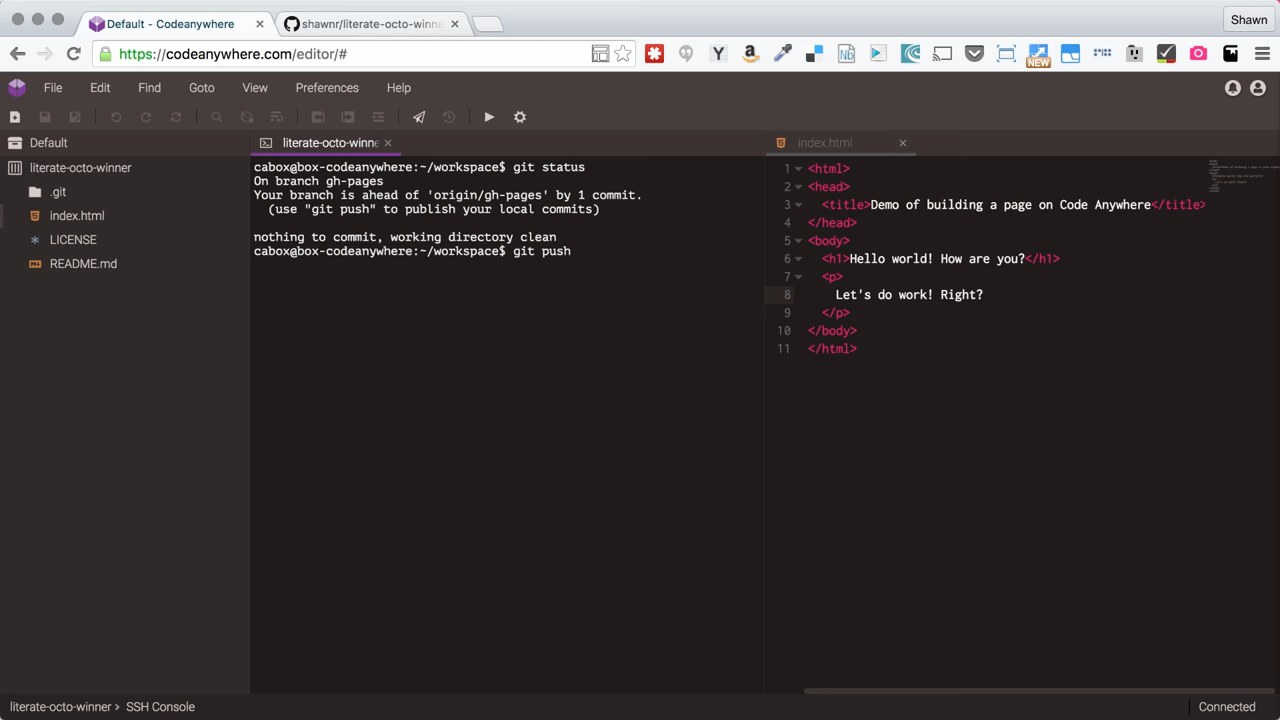 Default - Codeanywhere
shawnr/literate-octo-winne
Shawn
https://codeanywhere.com/editor/#
NEW
File Edit Find Goto View Preferences Help
Default
literate-octo-winne
index.html
literate-octo-winner
.git
index.html
LICENSE
README.md
cabox@box-codeanywhere:~/workspace$ git status
On branch gh-pages
Your branch is ahead of 'origin/gh-pages' by 1 commit.
(use "git push" to publish your local commits)
nothing to commit, working directory clean
cabox@box-codeanywhere:~/workspace$ git push
1 <html>
2 <head>
3 <title>Demo of building a page on Code Anywhere</title>
4 </head>
5 <body>
6 <h1>Hello world! How are you?</h1>
7 <p>
8 Let's do work! Right?
9 </p>
10 </body>
11 </html>
literate-octo-winner > SSH Console
Connected